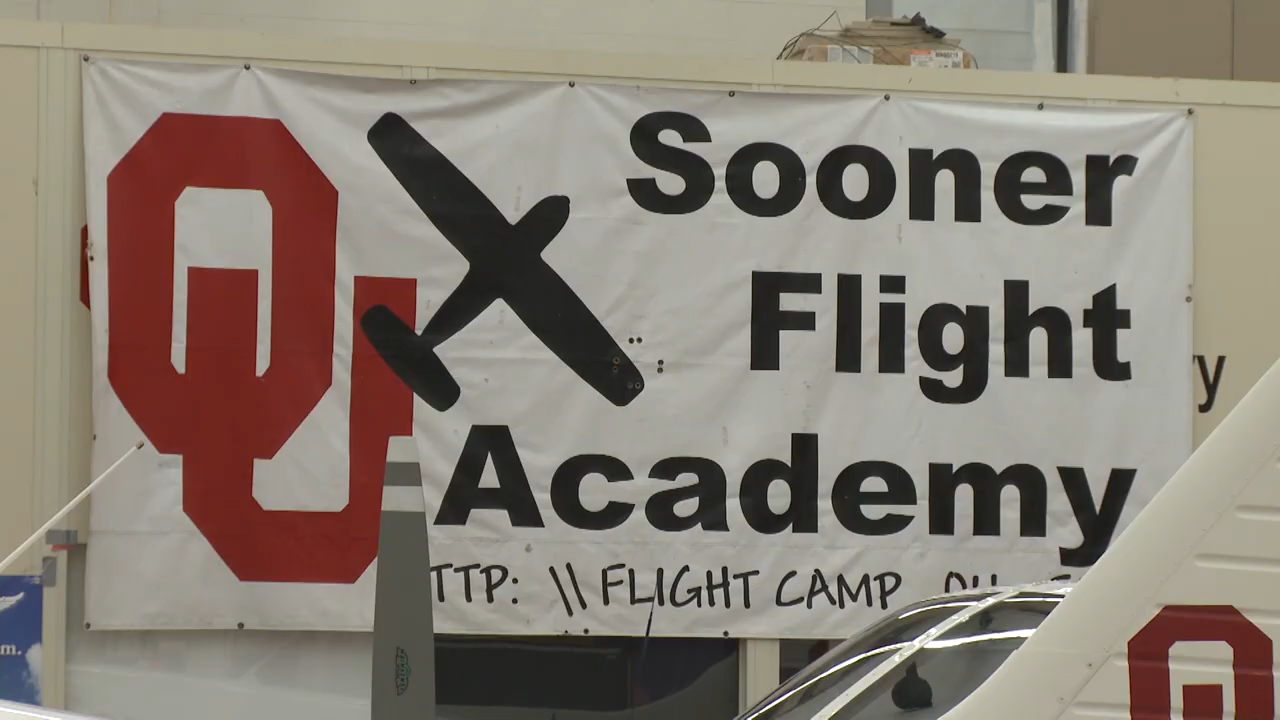 OU
Sooner
Flight
Academy
TTP: \\ FLIGHT CAMP
y
m.